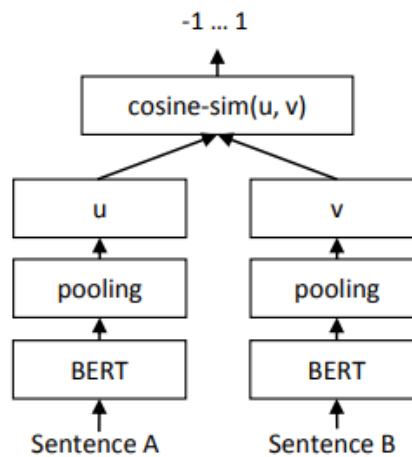 -1 … 1
cosine-sim(u, v)
u
v
pooling
pooling
BERT
BERT
Sentence A
Sentence B